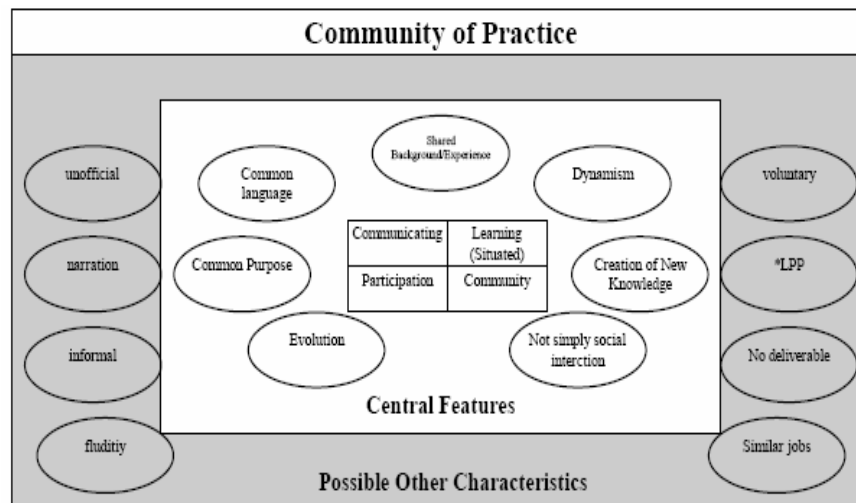 Community of Practice
Shared
Background/Experience
unofficial
Common
language
Dynamism
voluntary
Communicating
Learning
(Situated)
narration
Common Purpose
Creation of New
Knowledge
*LPP
Participation
Community
Evolution
Not simply social
interction
informal
No deliverable
Central Features
fluditiy
Similar jobs
Possible Other Characteristics